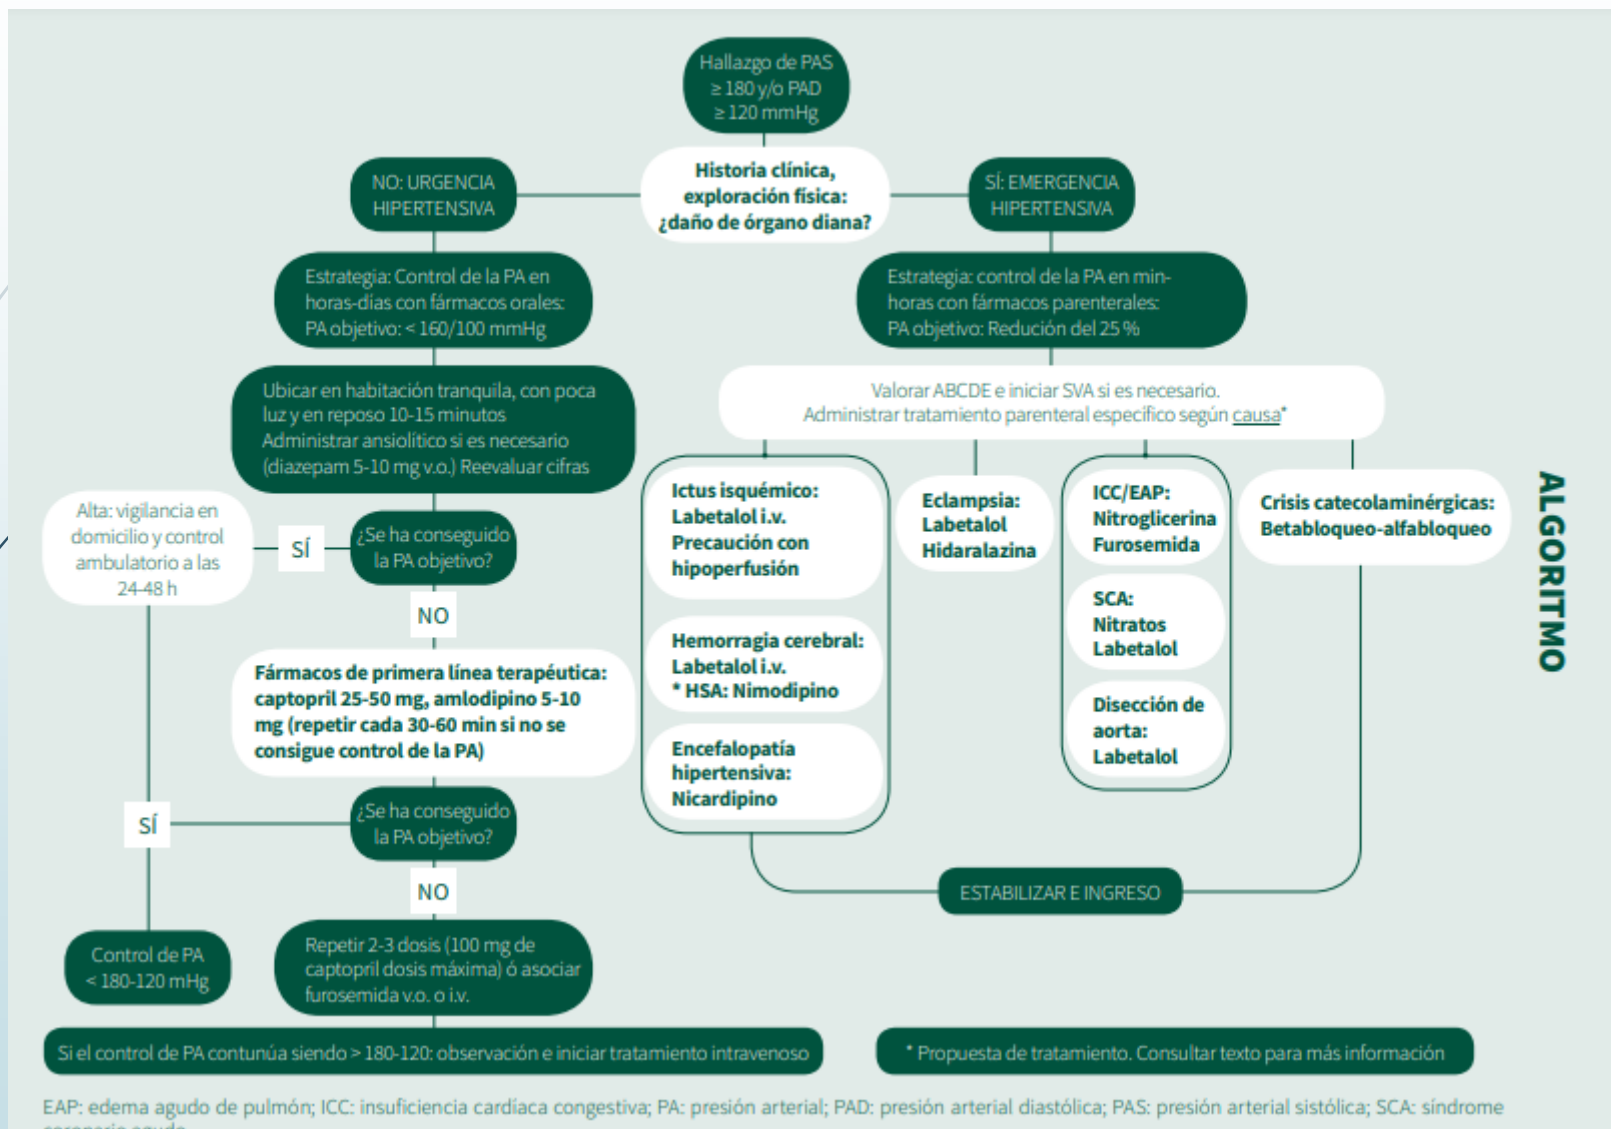 Hallazgo de PAS
≥ 180 y/o PAD
≥ 120 mmHg
Historia clínica,
exploración física:
¿daño de órgano diana?
NO: URGENCIA
HIPERTENSIVA
SÍ: EMERGENCIA
HIPERTENSIVA
Estrategia: Control de la PA en
horas-días con fármacos orales:
PA objetivo: < 160/100 mmHg
Estrategia: control de la PA en min-
horas con fármacos parenterales:
PA objetivo: Redución del 25 %
Ubicar en habitación tranquila, con poca
luz y en reposo 10-15 minutos
Administrar ansiolítico si es necesario
(diazepam 5-10 mg v.o.) Reevaluar cifras
Valorar ABCDE e iniciar SVA si es necesario.
Administrar tratamiento parenteral específico según causa*
Alta: vigilancia en
domicilio y control
ambulatorio a las
24-48 h
SÍ
¿Se ha conseguido
la PA objetivo?
NO
Fármacos de primera línea terapéutica:
captopril 25-50 mg, amlodipino 5-10
mg (repetir cada 30-60 min si no se
consigue control de la PA)
SÍ
¿Se ha conseguido
la PA objetivo?
NO
Control de PA
< 180-120 mHg
Repetir 2-3 dosis (100 mg de
captopril dosis máxima) ó asociar
furosemida v.o. o i.v.
Ictus isquémico:
Labetalol i.v.
Precaución con
hipoperfusión
Hemorragia cerebral:
Labetalol i.v.
* HSA: Nimodipino
Encefalopatía
hipertensiva:
Nicardipino
Eclampsia:
Labetalol
Hidaralazina
ICC/EAP:
Nitroglicerina
Furosemida
SCA:
Nitratos
Labetalol
Disección de
aorta:
Labetalol
Crisis catecolaminérgicas:
Betabloqueo-alfabloqueo
ESTABILIZAR E INGRESO
ALGORITMO
Si el control de PA contunúa siendo > 180-120: observación e iniciar tratamiento intravenoso
* Propuesta de tratamiento. Consultar texto para más información
EAP: edema agudo de pulmón; ICC: insuficiencia cardíaca congestiva; PA: presión arterial; PAD: presión arterial diastólica; PAS: presión arterial sistólica; SCA: síndrome